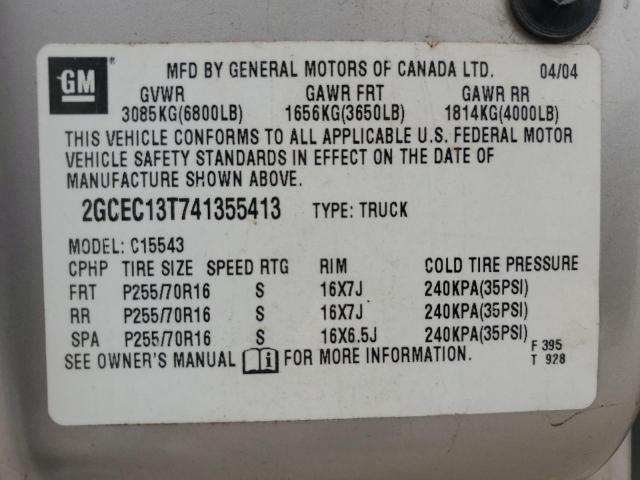 GM MFD BY GENERAL MOTORS OF CANADA LTD. 04/04
GVWR GAWR FRT GAWR RR
3085KG(6800LB) 1656KG(3650LB) 1814KG(4000LB)
THIS VEHICLE CONFORMS TO ALL APPLICABLE U.S. FEDERAL MOTOR
VEHICLE SAFETY STANDARDS IN EFFECT ON THE DATE OF
MANUFACTURE SHOWN ABOVE.
2GCEC13T741355413 TYPE: TRUCK
MODEL: C15543
CPHP TIRE SIZE SPEED RTG RIM COLD TIRE PRESSURE
FRT P255/70R16 S 16X7J 240KPA(35PSI)
RR P255/70R16 S 16X7J 240KPA(35PSI)
SPA P255/70R16 S 16X6.5J 240KPA(35PSI)
SEE OWNER'S MANUAL i FOR MORE INFORMATION.
F 395
T 928